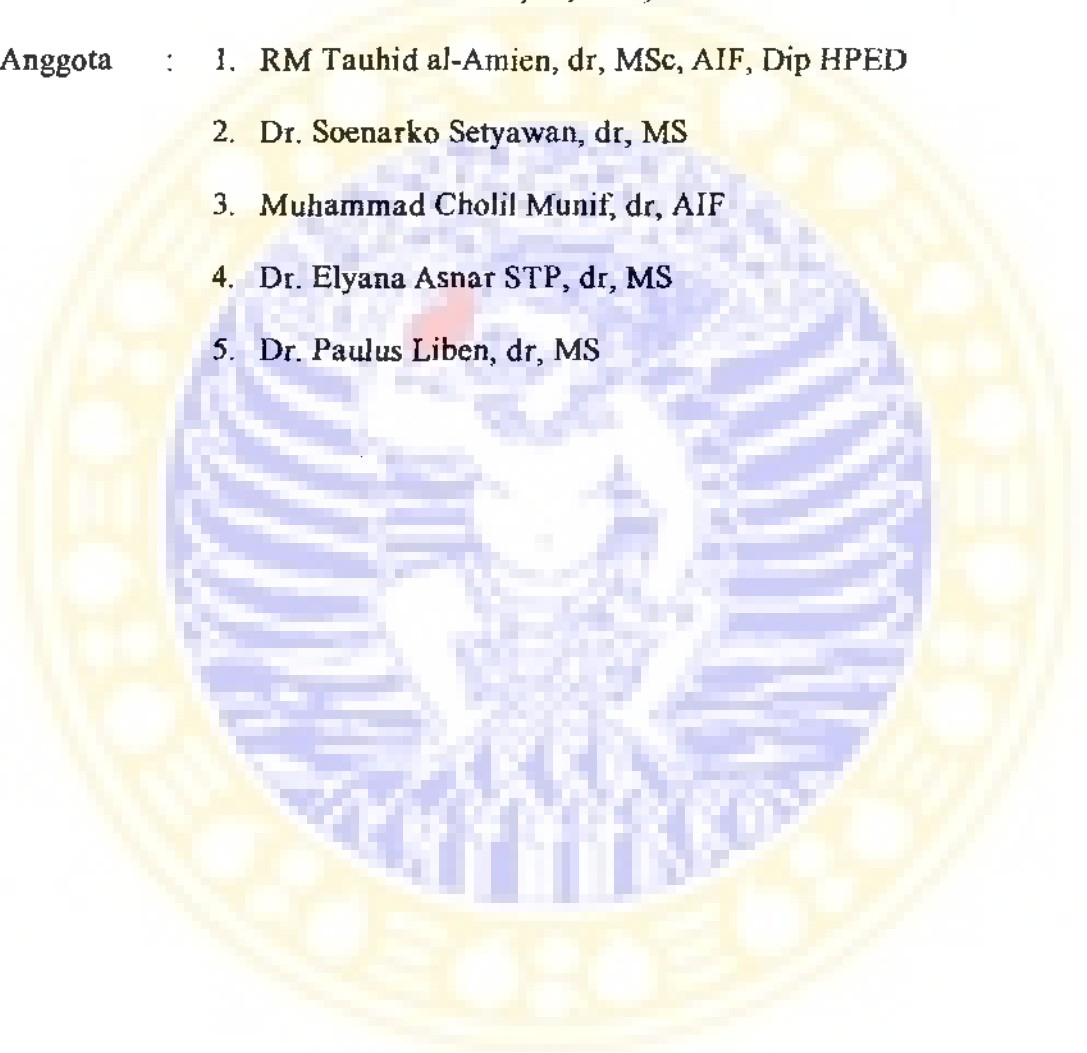 Anggota : 1. RM Tauhid al-Amien, dr, MSc, AIF, Dip HPED
2. Dr. Soenarko Setyawan, dr, MS
3. Muhammad Cholil Munif, dr, AIF
4. Dr. Elyana Asnar STP, dr, MS
5. Dr. Paulus Liben, dr, MS